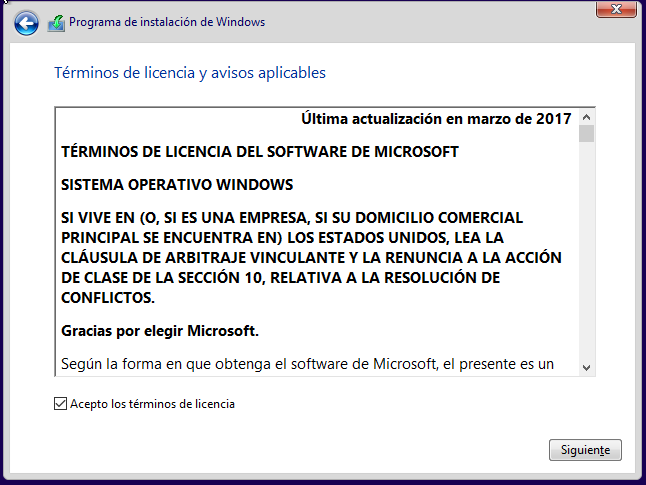 Programa de instalación de Windows
Términos de licencia y avisos aplicables
Última actualización en marzo de 2017
TÉRMINOS DE LICENCIA DEL SOFTWARE DE MICROSOFT
SISTEMA OPERATIVO WINDOWS
SI VIVE EN (O, SI ES UNA EMPRESA, SI SU DOMICILIO COMERCIAL
PRINCIPAL SE ENCUENTRA EN) LOS ESTADOS UNIDOS, LEA LA
CLÁUSULA DE ARBITRAJE VINCULANTE Y LA RENUNCIA A LA ACCIÓN
DE CLASE DE LA SECCIÓN 10, RELATIVA A LA RESOLUCIÓN DE
CONFLICTOS.
Gracias por elegir Microsoft.
Según la forma en que obtenga el software de Microsoft, el presente es un
Acepto los términos de licencia
Siguiente